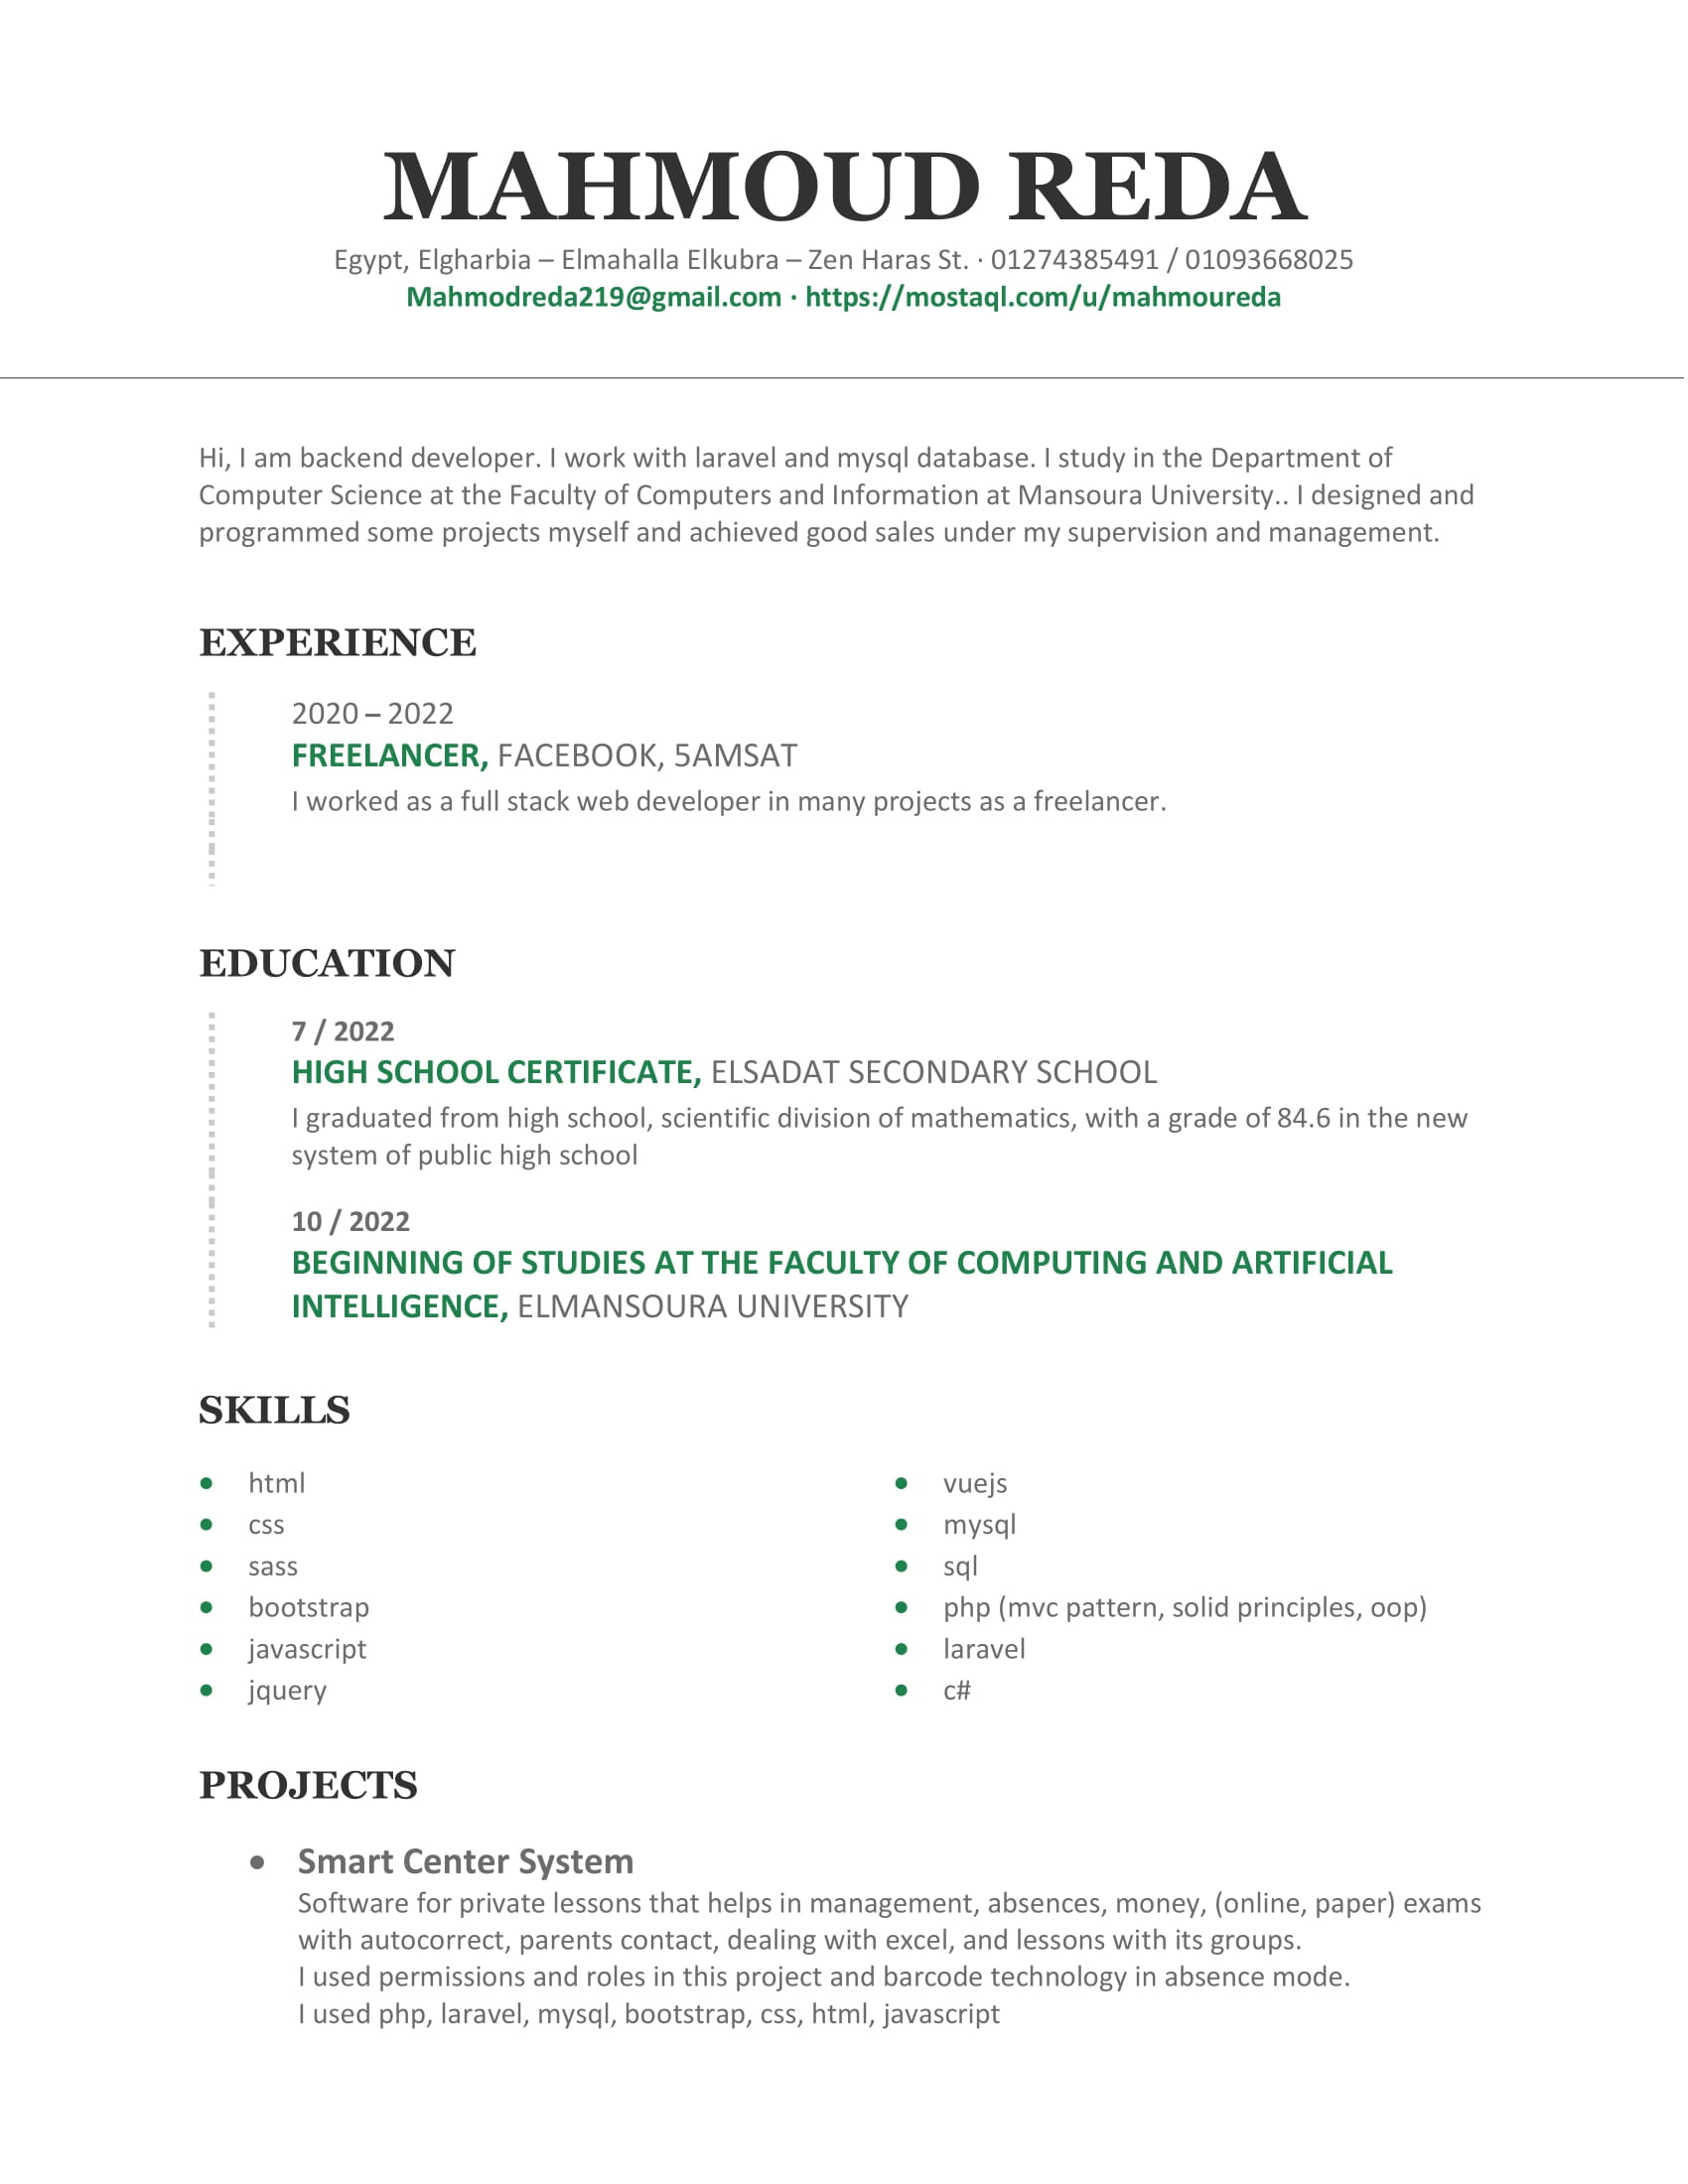 MAHMOUD REDA
Egypt, Elgharbia – Elmahalla Elkubra – Zen Haras St. · 01274385491 / 01093668025
Mahmodreda219@gmail.com · https://mostaql.com/u/mahmoureda
Hi, I am backend developer. I work with laravel and mysql database. I study in the Department of
Computer Science at the Faculty of Computers and Information at Mansoura University.. I designed and
programmed some projects myself and achieved good sales under my supervision and management.
EXPERIENCE
2020 – 2022
FREELANCER, FACEBOOK, 5AMSAT
I worked as a full stack web developer in many projects as a freelancer.
EDUCATION
7 / 2022
HIGH SCHOOL CERTIFICATE, ELSADAT SECONDARY SCHOOL
I graduated from high school, scientific division of mathematics, with a grade of 84.6 in the new
system of public high school
10 / 2022
BEGINNING OF STUDIES AT THE FACULTY OF COMPUTING AND ARTIFICIAL
INTELLIGENCE, ELMANSOURA UNIVERSITY
SKILLS
• html
• css
• sass
• bootstrap
• javascript
• jquery
• vuejs
• mysql
• sql
• php (mvc pattern, solid principles, oop)
• laravel
• c#
PROJECTS
• Smart Center System
Software for private lessons that helps in management, absences, money, (online, paper) exams
with autocorrect, parents contact, dealing with excel, and lessons with its groups.
I used permissions and roles in this project and barcode technology in absence mode.
I used php, laravel, mysql, bootstrap, css, html, javascript